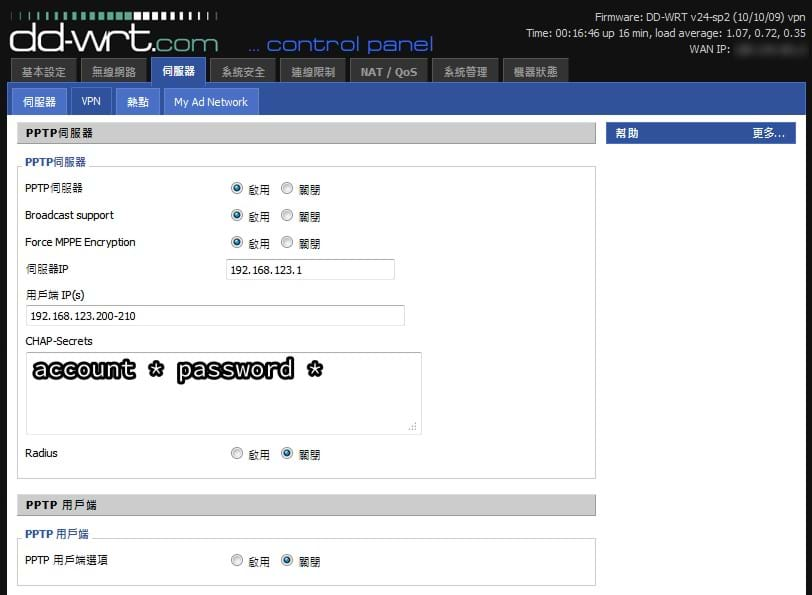 Firmware: DD-WRT v24-sp2 (10/10/09) vpn
Time: 00:16:46 up 16 min, load average: 1.07, 0.72, 0.35
WAN IP:
dd-wrt.com ... control panel
基本設定 無線網路 伺服器 系統安全 連線限制 NAT / QoS 系統管理 機器狀態
伺服器 VPN 熱點 My Ad Network
PPTP伺服器
幫助 更多...
PPTP伺服器
PPTP伺服器 啟用 關閉
Broadcast support 啟用 關閉
Force MPPE Encryption 啟用 關閉
伺服器IP 192.168.123.1
用戶端 IP(s)
192.168.123.200-210
CHAP-Secrets
account * password *
Radius 啟用 關閉
PPTP 用戶端
PPTP 用戶端
PPTP 用戶端選項 啟用 關閉